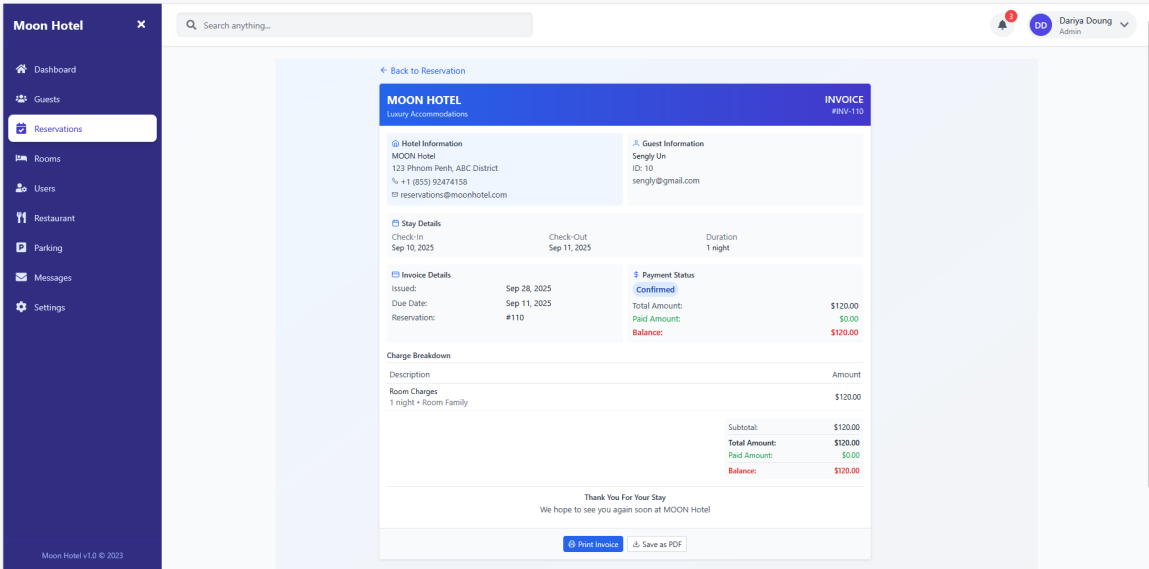 Moon Hotel
Search anything...
3
DD
Dariya Doung
Admin
Dashboard
Guests
Reservations
Rooms
Users
Restaurant
Parking
Messages
Settings
Moon Hotel v1.0 © 2023
Back to Reservation
MOON HOTEL
Luxury Accommodations
INVOICE
#INV-110
Hotel Information
MOON Hotel
123 Phnom Penh, ABC District
+1 (855) 92474158
reservations@moonhotel.com
Guest Information
Sengly Un
ID: 10
sengly@gmail.com
Stay Details
Check-In
Sep 10, 2025
Check-Out
Sep 11, 2025
Duration
1 night
Invoice Details
Issued: Sep 28, 2025
Due Date: Sep 11, 2025
Reservation: #110
Payment Status
Confirmed
Total Amount: $120.00
Paid Amount: $0.00
Balance: $120.00
Charge Breakdown
Description Amount
Room Charges
1 night • Room Family
$120.00
Subtotal: $120.00
Total Amount: $120.00
Paid Amount: $0.00
Balance: $120.00
Thank You For Your Stay
We hope to see you again soon at MOON Hotel
Print Invoice
Save as PDF